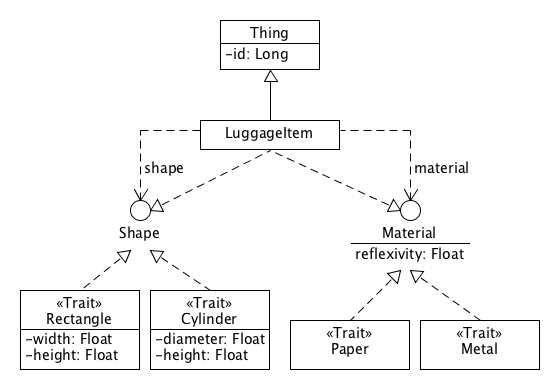 Thing
-id: Long
LuggageItem
shape
material
Shape
Material
reflexivity: Float
«Trait»
Rectangle
-width: Float
-height: Float
«Trait»
Cylinder
-diameter: Float
-height: Float
«Trait»
Paper
«Trait»
Metal